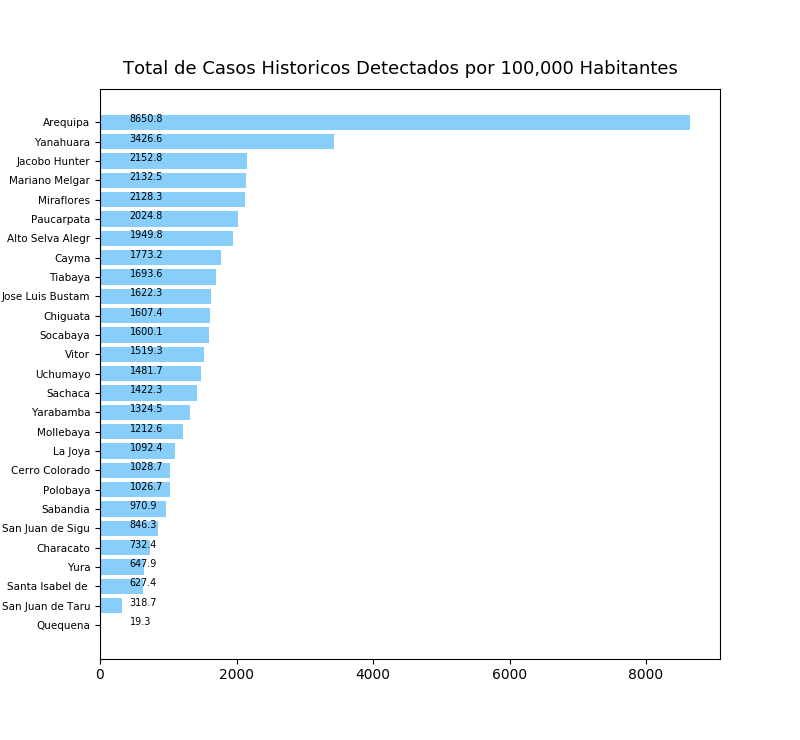 Total de Casos Historicos Detectados por 100,000 Habitantes
Arequipa 8650.8
Yanahuara 3426.6
Jacobo Hunter 2152.8
Mariano Melgar 2132.5
Miraflores 2128.3
Paucarpata 2024.8
Alto Selva Alegr 1949.8
Cayma 1773.2
Tiabaya 1693.6
Jose Luis Bustam 1622.3
Chiguata 1607.4
Socabaya 1600.1
Vitor 1519.3
Uchumayo 1481.7
Sachaca 1422.3
Yarabamba 1324.5
Mollebaya 1212.6
La Joya 1092.4
Cerro Colorado 1028.7
Polobaya 1026.7
Sabandia 970.9
San Juan de Sigu 846.3
Characato 732.4
Yura 647.9
Santa Isabel de 627.4
San Juan de Taru 318.7
Quequena 19.3
0 2000 4000 6000 8000